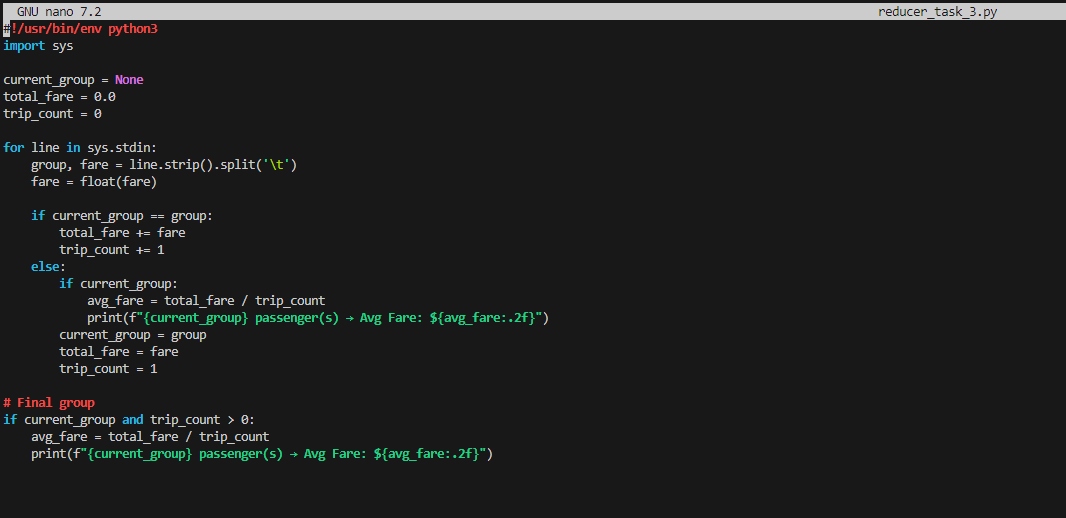 GNU nano 7.2 reducer_task_3.py
#!/usr/bin/env python3
import sys

current_group = None
total_fare = 0.0
trip_count = 0

for line in sys.stdin:
    group, fare = line.strip().split('\t')
    fare = float(fare)

    if current_group == group:
        total_fare += fare
        trip_count += 1
    else:
        if current_group:
            avg_fare = total_fare / trip_count
            print(f"{current_group} passenger(s) → Avg Fare: ${avg_fare:.2f}")
        current_group = group
        total_fare = fare
        trip_count = 1

# Final group
if current_group and trip_count > 0:
    avg_fare = total_fare / trip_count
    print(f"{current_group} passenger(s) → Avg Fare: ${avg_fare:.2f}")